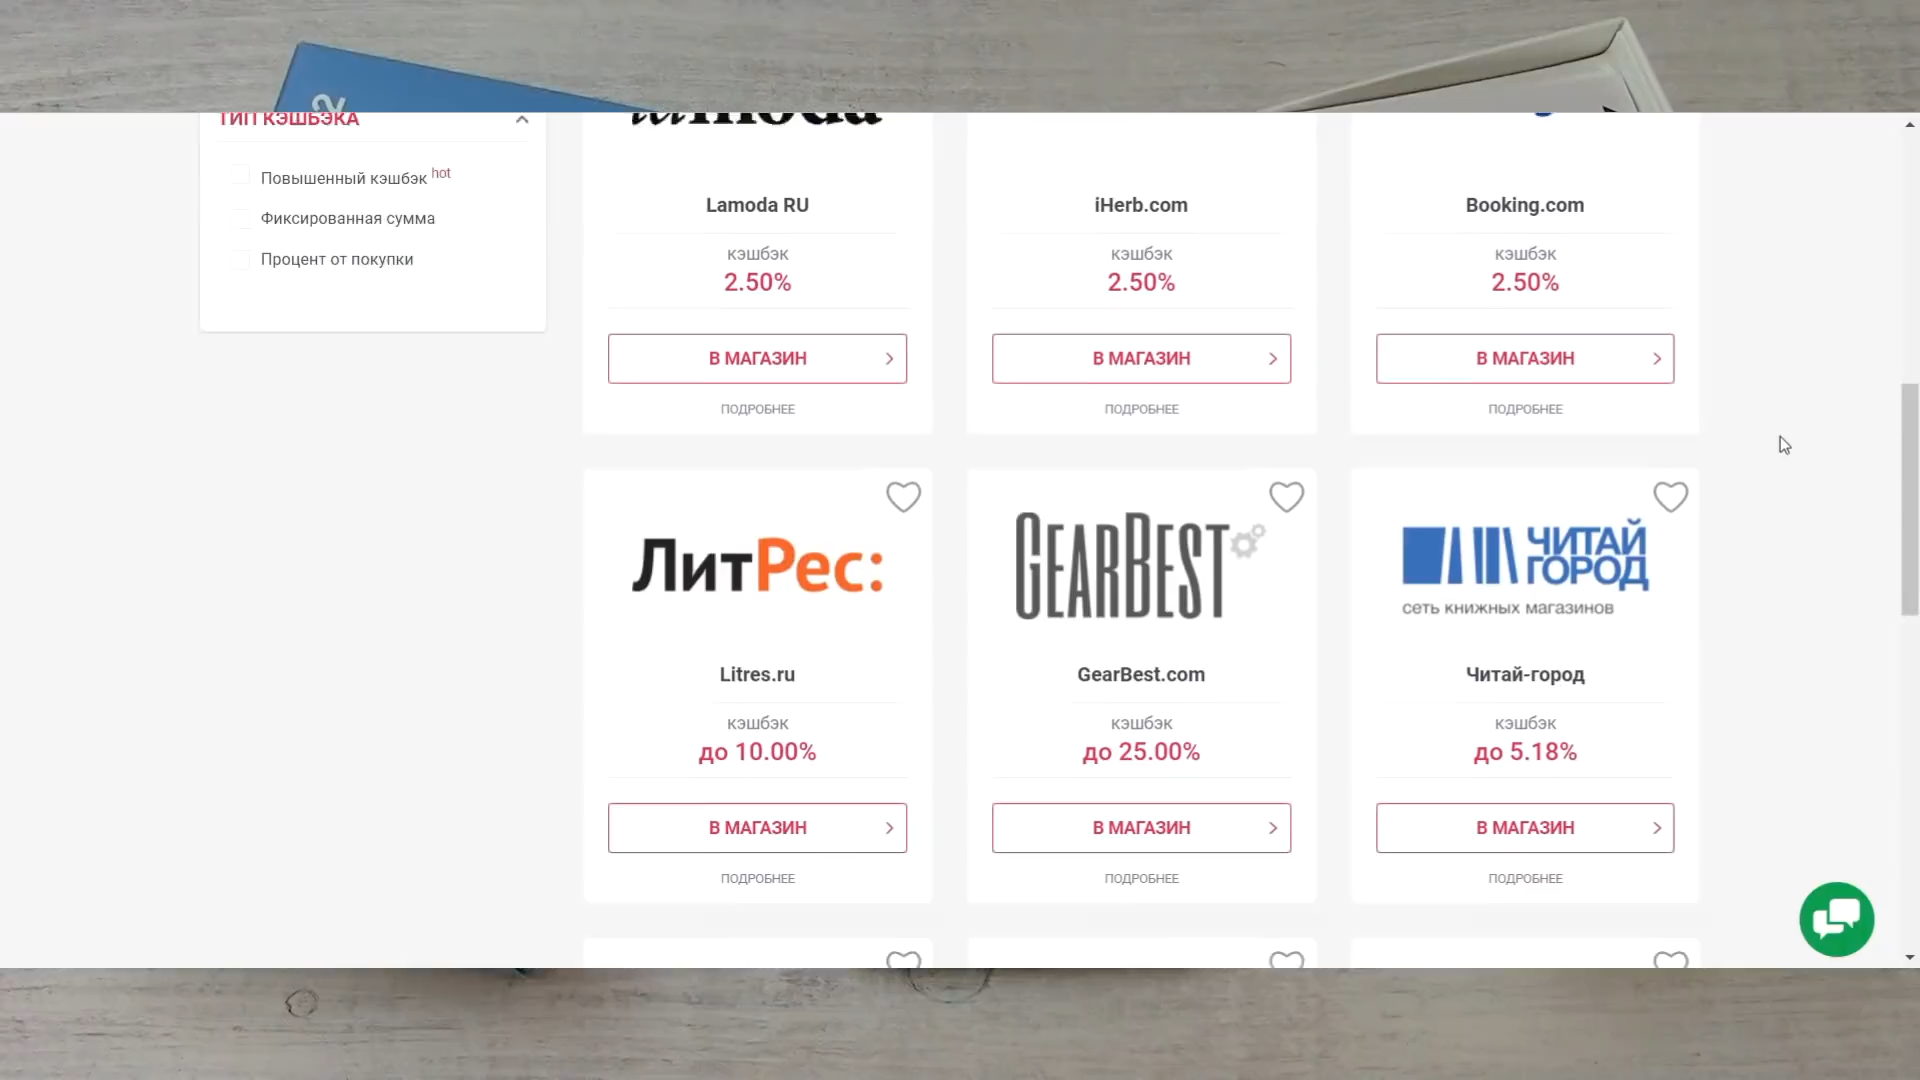 2
ТИП КЭШБЭКА
Повышенный кэшбэк hot
Фиксированная сумма
Процент от покупки
lamoda
Lamoda RU
кэшбэк
2.50%
В МАГАЗИН
ПОДРОБНЕЕ
iHerb.com
кэшбэк
2.50%
В МАГАЗИН
ПОДРОБНЕЕ
Booking.com
кэшбэк
2.50%
В МАГАЗИН
ПОДРОБНЕЕ
ЛитРес:
Litres.ru
кэшбэк
до 10.00%
В МАГАЗИН
ПОДРОБНЕЕ
GEARBEST
GearBest.com
кэшбэк
до 25.00%
В МАГАЗИН
ПОДРОБНЕЕ
ЧИТАЙ
ГОРОД
сеть книжных магазинов
Читай-город
кэшбэк
до 5.18%
В МАГАЗИН
ПОДРОБНЕЕ